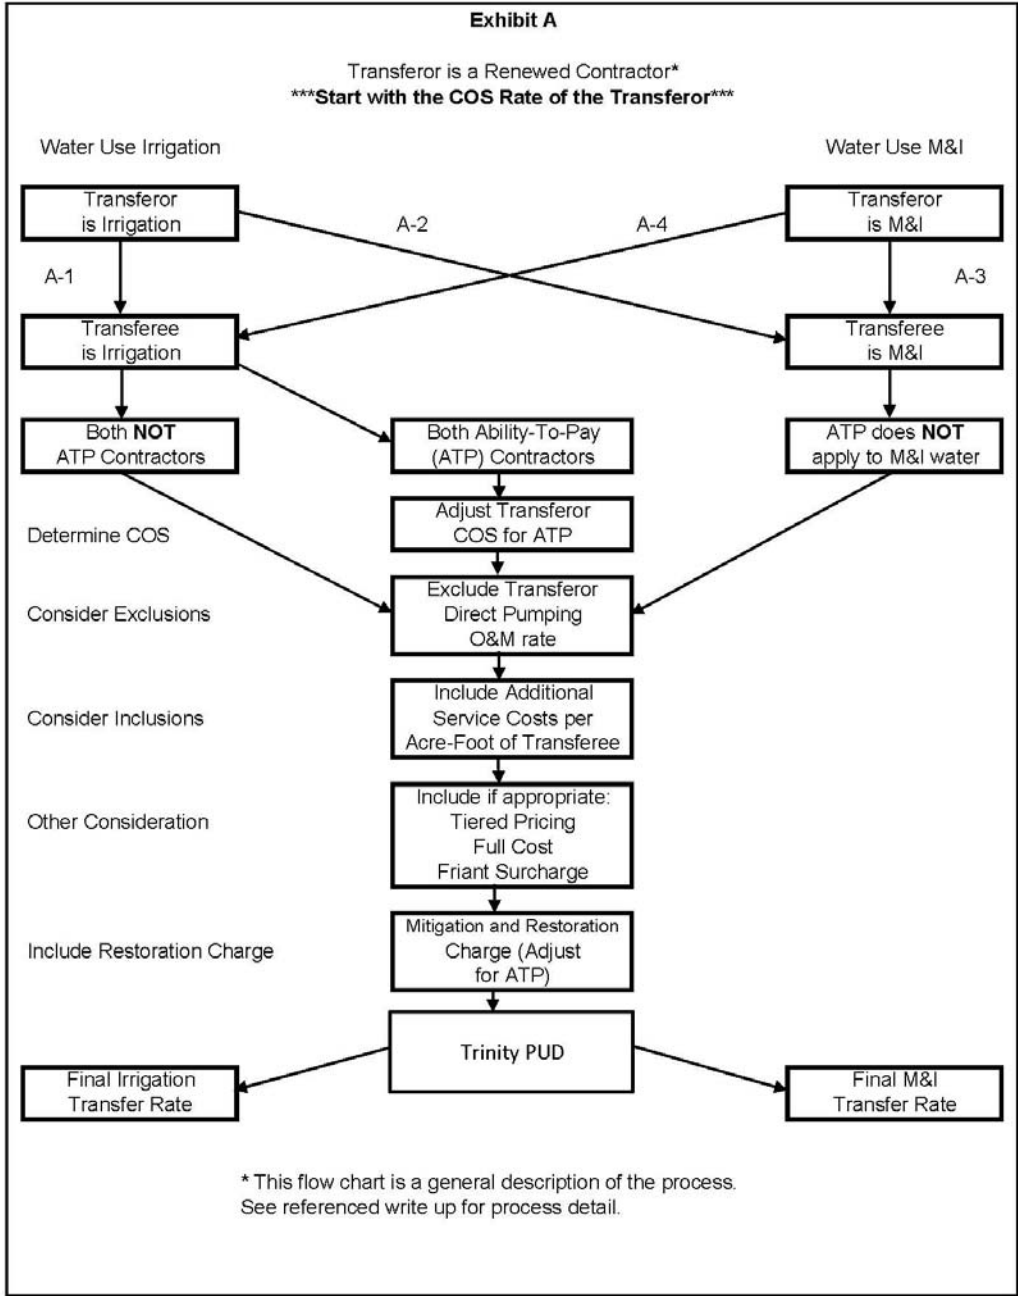 Exhibit A
Transferor is a Renewed Contractor*
***Start with the COS Rate of the Transferor***
Water Use Irrigation
Water Use M&I
Transferor
is Irrigation
Transferor
is M&I
A-2
A-4
A-1
A-3
Transferee
is Irrigation
Transferee
is M&I
Both NOT
ATP Contractors
Both Ability-To-Pay
(ATP) Contractors
ATP does NOT
apply to M&I water
Determine COS
Adjust Transferor
COS for ATP
Consider Exclusions
Exclude Transferor
Direct Pumping
O&M rate
Consider Inclusions
Include Additional
Service Costs per
Acre-Foot of Transferee
Other Consideration
Include if appropriate:
Tiered Pricing
Full Cost
Friant Surcharge
Include Restoration Charge
Mitigation and Restoration
Charge (Adjust
for ATP)
Trinity PUD
Final Irrigation
Transfer Rate
Final M&I
Transfer Rate
* This flow chart is a general description of the process.
See referenced write up for process detail.